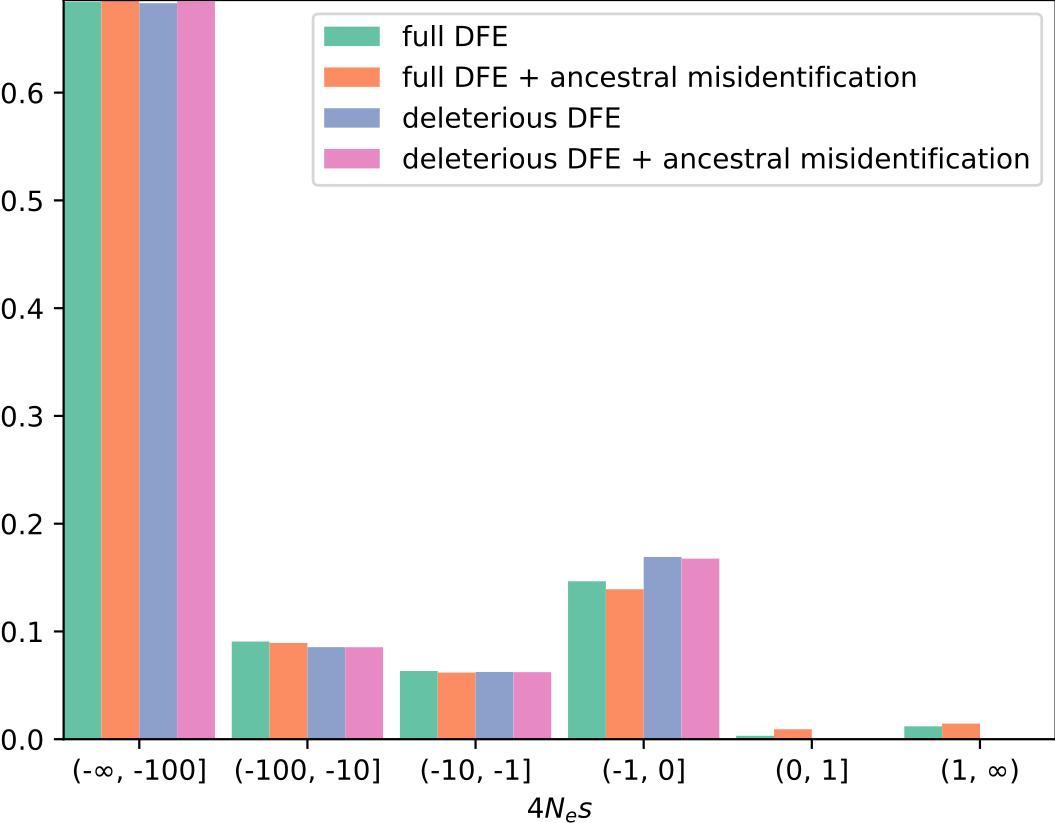 full DFE
full DFE + ancestral misidentification
deleterious DFE
deleterious DFE + ancestral misidentification
0.6
0.5
0.4
0.3
0.2
0.1
0.0
(-∞, -100] (-100, -10] (-10, -1] (-1, 0] (0, 1] (1, ∞)
4Nₑs